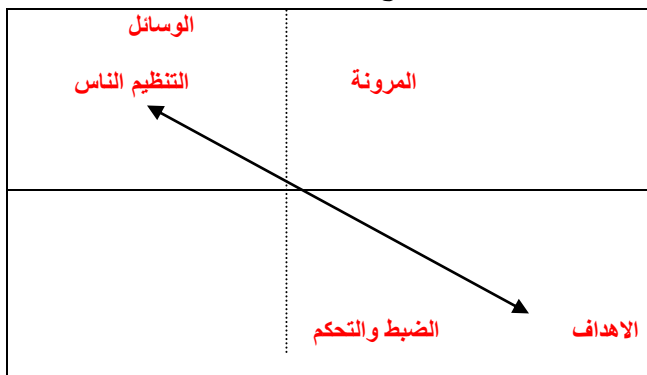 الوسائل
المرونة
التنظيم الناس
الضبط والتحكم
الاهداف